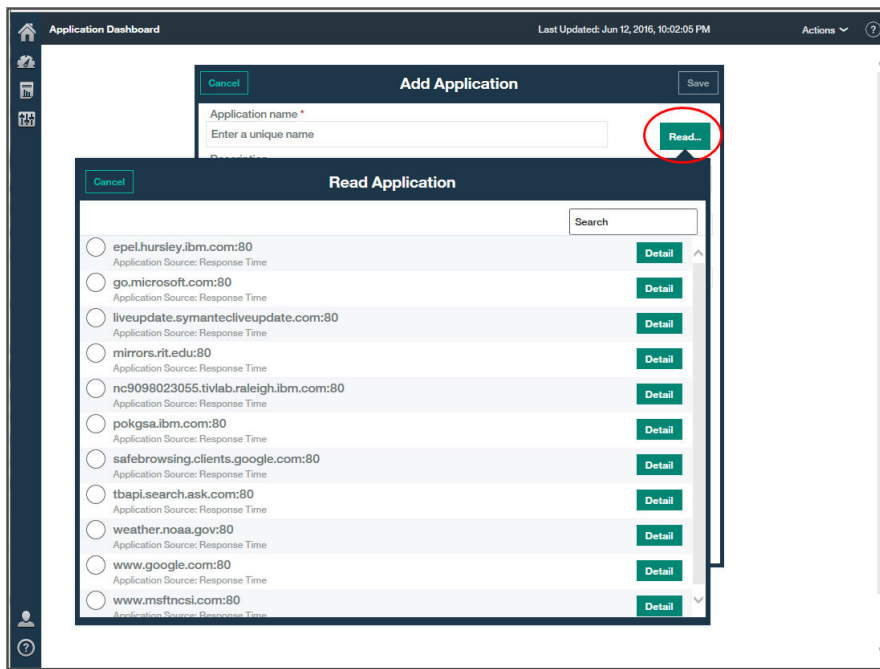 Application Dashboard Last Updated: Jun 12, 2016, 10:02:05 PM Actions ?
Cancel Add Application Save
Application name *
Enter a unique name Read...
Description
Cancel Read Application
Search
epel.hursley.ibm.com:80 Detail
Application Source: Response Time
go.microsoft.com:80 Detail
Application Source: Response Time
liveupdate.symantecliveupdate.com:80 Detail
Application Source: Response Time
mirrors.rit.edu:80 Detail
Application Source: Response Time
nc9098023055.tivlab.raleigh.ibm.com:80 Detail
Application Source: Response Time
pokgsa.ibm.com:80 Detail
Application Source: Response Time
safebrowsing.clients.google.com:80 Detail
Application Source: Response Time
tbapi.search.ask.com:80 Detail
Application Source: Response Time
weather.noaa.gov:80 Detail
Application Source: Response Time
www.google.com:80 Detail
Application Source: Response Time
www.msftncsi.com:80 Detail
Application Source: Response Time
?